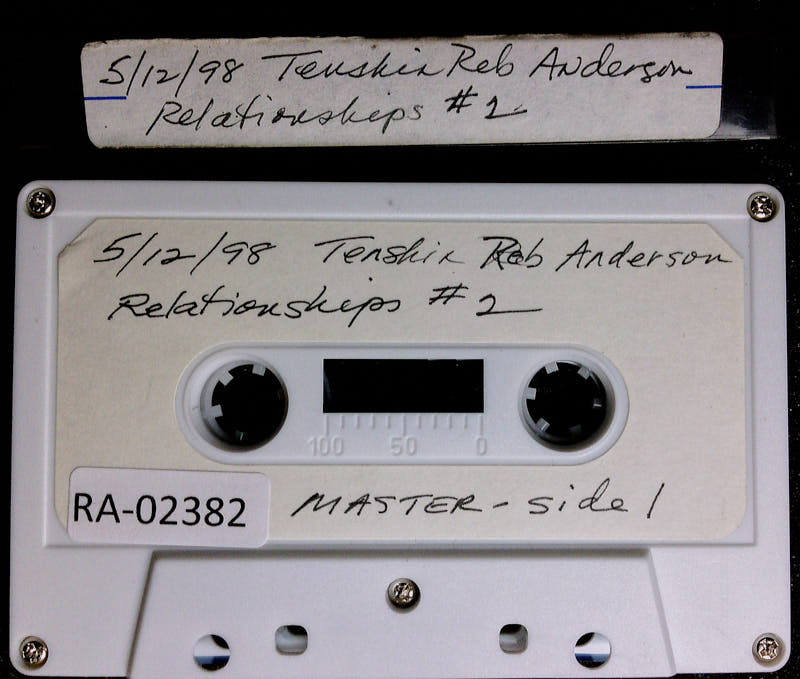 5/12/98 Tenshin Reb Anderson
Relationships #2
5/12/98 Tenshin Reb Anderson
Relationships #2
100 50 0
RA-02382
MASTER - side 1